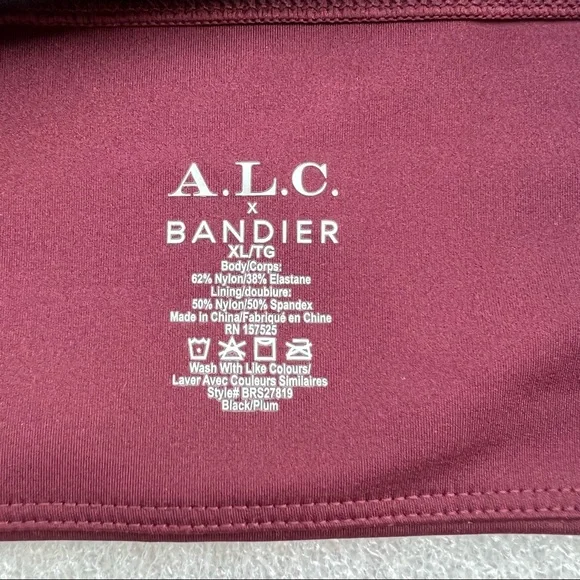 A.L.C.
X
BANDIER
XL/TG
Body/Corps:
62% Nylon/38% Elastane
Lining/doublure:
50% Nylon/50% Spandex
Made in China/Fabriqué en Chine
RN 157525
Wash With Like Colours/
Laver Avec Couleurs Similaires
Style# BRS27819
Black/Plum